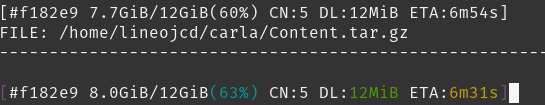 [#f182e9 7.7GiB/12GiB(60%) CN:5 DL:12MiB ETA:6m54s]
FILE: /home/lineojcd/carla/Content.tar.gz
--------------------------------------------------------------------------------
[#f182e9 8.0GiB/12GiB(63%) CN:5 DL:12MiB ETA:6m31s]